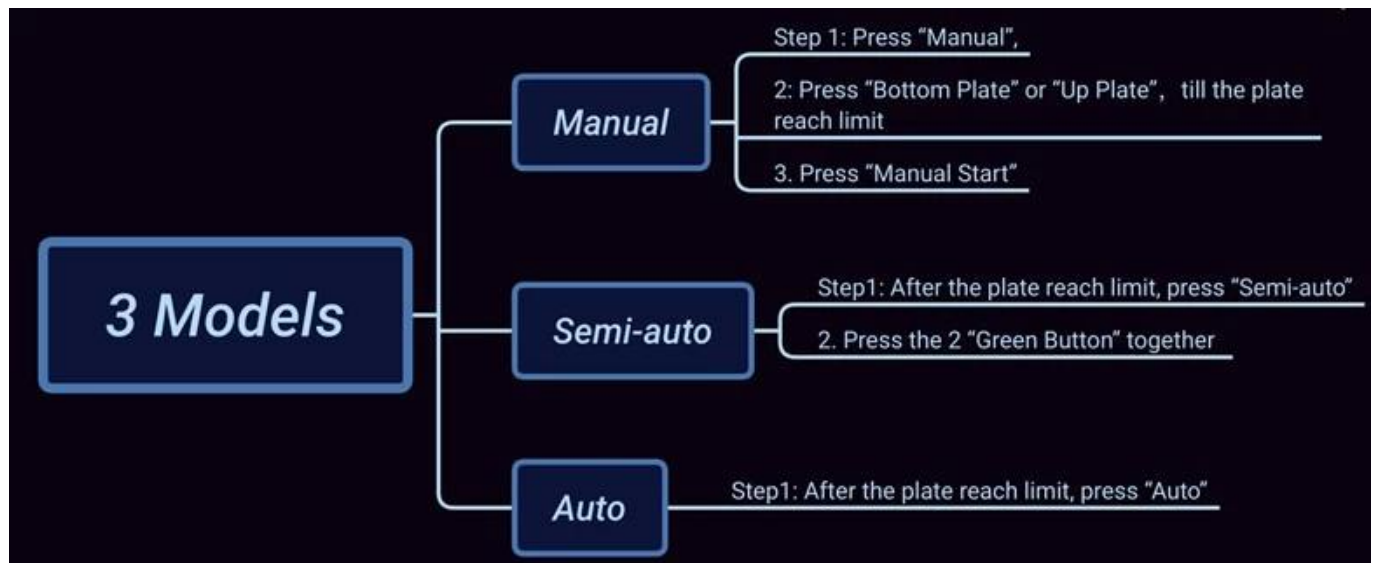 3 Models
Manual
Step 1: Press “Manual”,
2: Press “Bottom Plate” or “Up Plate”, till the plate
reach limit
3. Press “Manual Start”
Semi-auto
Step1: After the plate reach limit, press “Semi-auto”
2. Press the 2 “Green Button” together
Auto
Step1: After the plate reach limit, press “Auto”